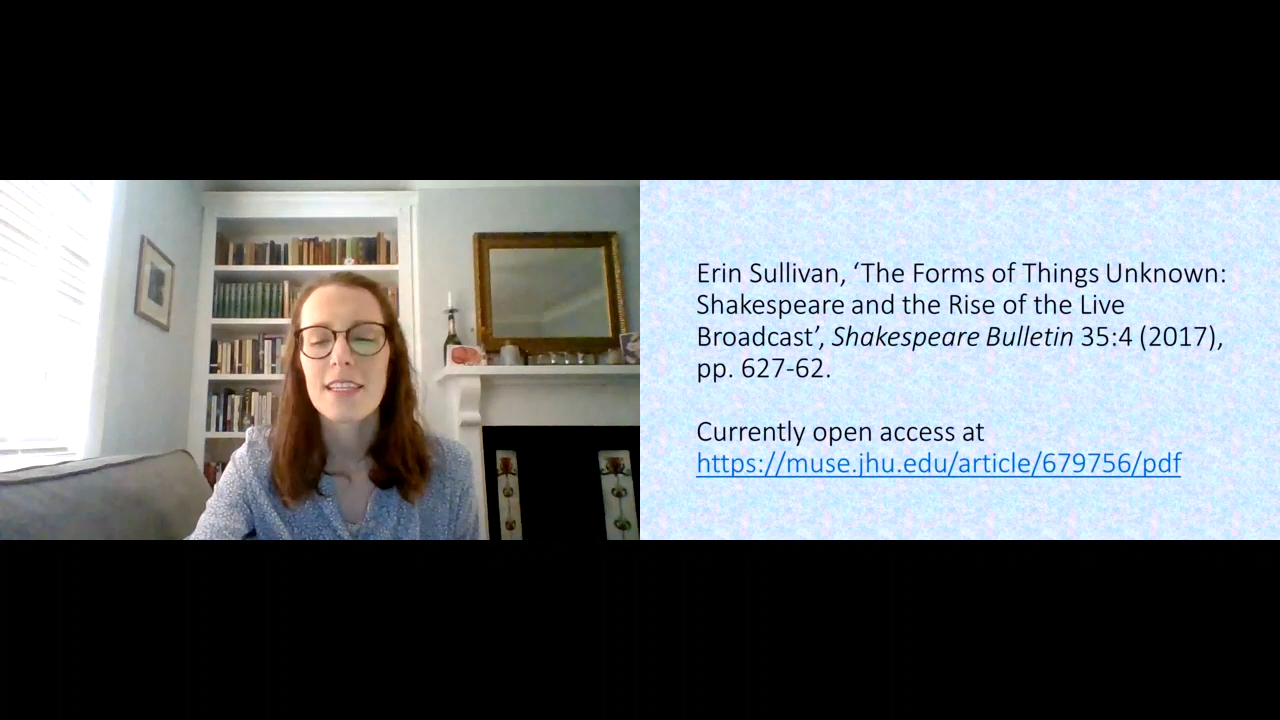 Erin Sullivan, ‘The Forms of Things Unknown:
Shakespeare and the Rise of the Live
Broadcast’, Shakespeare Bulletin 35:4 (2017),
pp. 627-62.
Currently open access at
https://muse.jhu.edu/article/679756/pdf